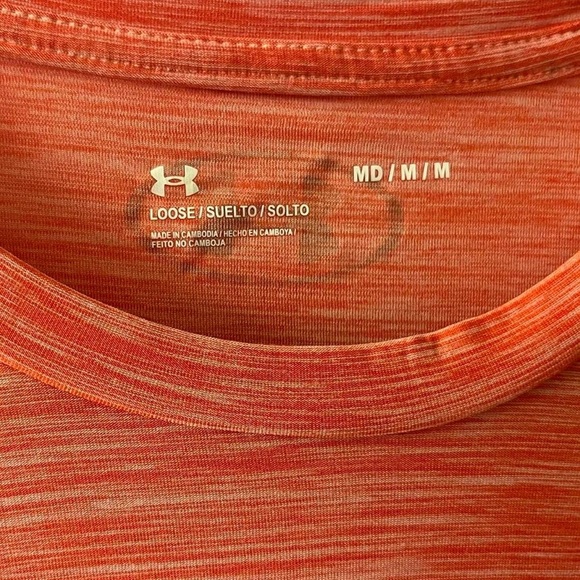 MD / M / M
LOOSE / SUELTO / SOLTO
MADE IN CAMBODIA / HECHO EN CAMBOYA /
FEITO NO CAMBOJA